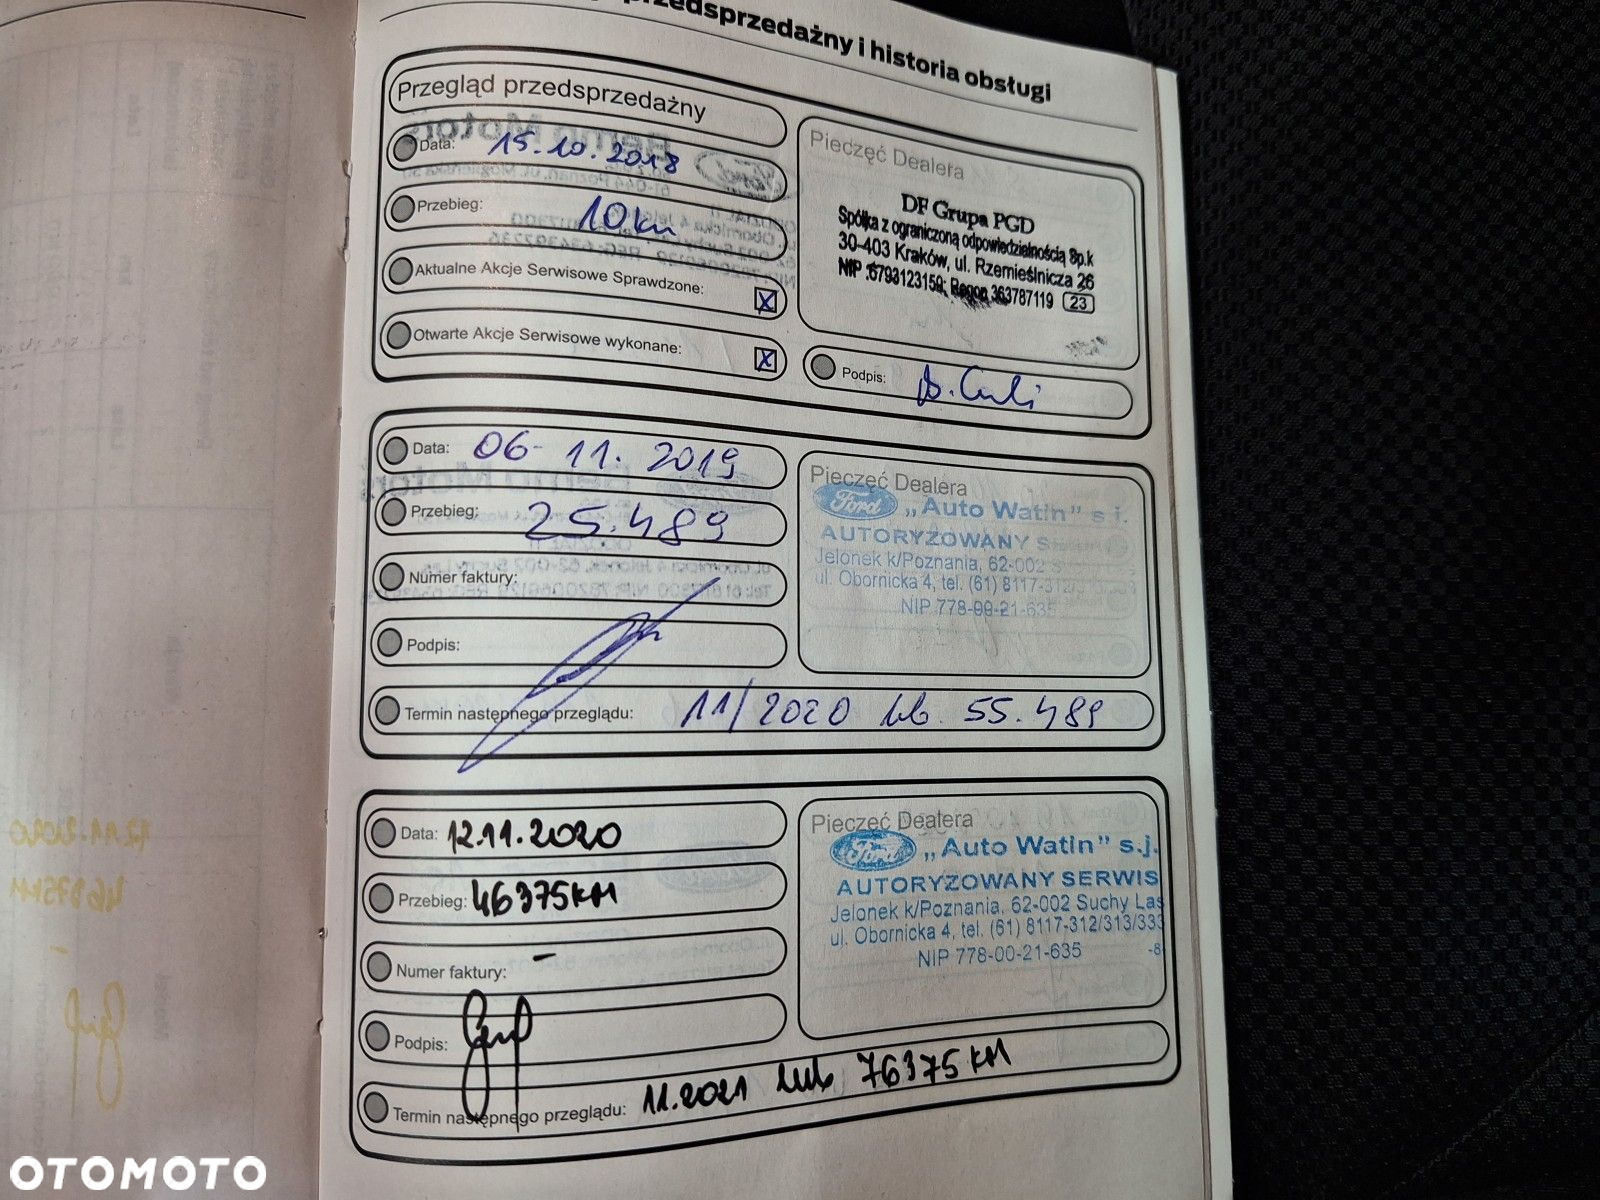 przedsprzedażny i historia obsługi
Przegląd przedsprzedażny
Data: 15.10.2018
Przebieg: 10km
Aktualne Akcje Serwisowe Sprawdzone: X
Otwarte Akcje Serwisowe wykonane: X
Pieczęć Dealera
DF Grupa PGD
Spółka z ograniczoną odpowiedzialnością Sp.k
30-403 Kraków, ul. Rzemieślnicza 26
NIP :6793123159; Regon 363787119 23
Podpis:
Data: 06-11.2019
Przebieg: 25.489
Numer faktury:
Podpis:
Termin następnego przeglądu: 11/2020 lub 55.489
Pieczęć Dealera
Ford „Auto Watin” s.j.
AUTORYZOWANY S
Jelonek k/Poznania, 62-002 S
ul. Obornicka 4, tel. (61) 8117-312/3
NIP 778-00-21-635
Data: 12.11.2020
Przebieg: 46375KM
Numer faktury: -
Podpis:
Termin następnego przeglądu: 11.2021 lub 76375KM
Pieczęć Dealera
Ford „Auto Watin” s.j.
AUTORYZOWANY SERWIS
Jelonek k/Poznania, 62-002 Suchy Las
ul. Obornicka 4, tel. (61) 8117-312/313/333
NIP 778-00-21-635 -8-
OTOMOTO